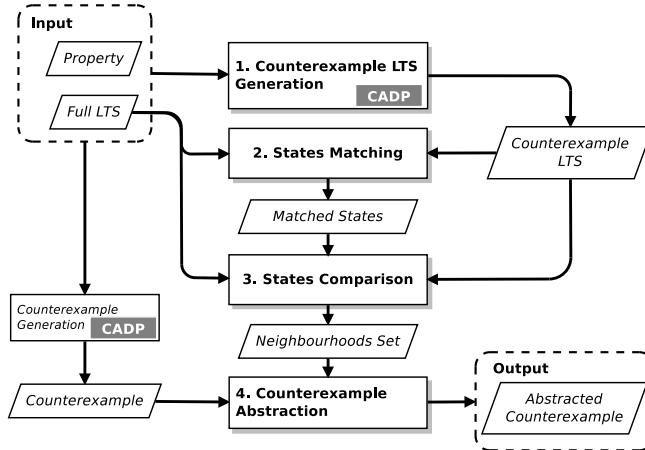 Input
Property
Full LTS
1. Counterexample LTS
Generation
CADP
2. States Matching
Counterexample
LTS
Matched States
3. States Comparison
Counterexample
Generation
CADP
Neighbourhoods Set
Counterexample
4. Counterexample
Abstraction
Output
Abstracted
Counterexample